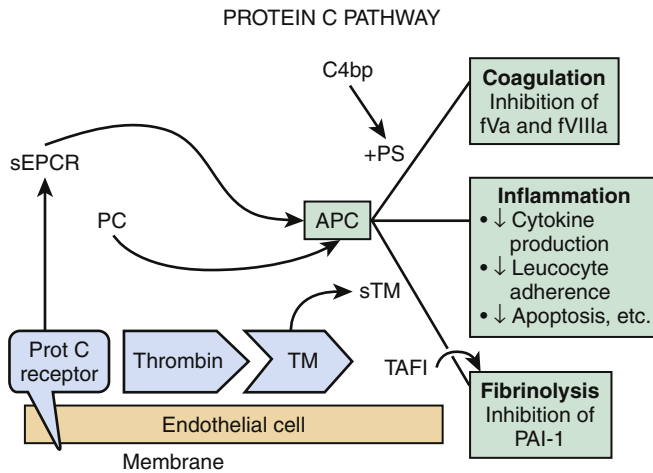 PROTEIN C PATHWAY
C4bp
Coagulation
Inhibition of
fVa and fVIIIa
+PS
sEPCR
PC
APC
Inflammation
• ↓ Cytokine
production
• ↓ Leucocyte
adherence
• ↓ Apoptosis, etc.
sTM
Prot C
receptor
Thrombin
TM
TAFI
Fibrinolysis
Inhibition of
PAI-1
Endothelial cell
Membrane